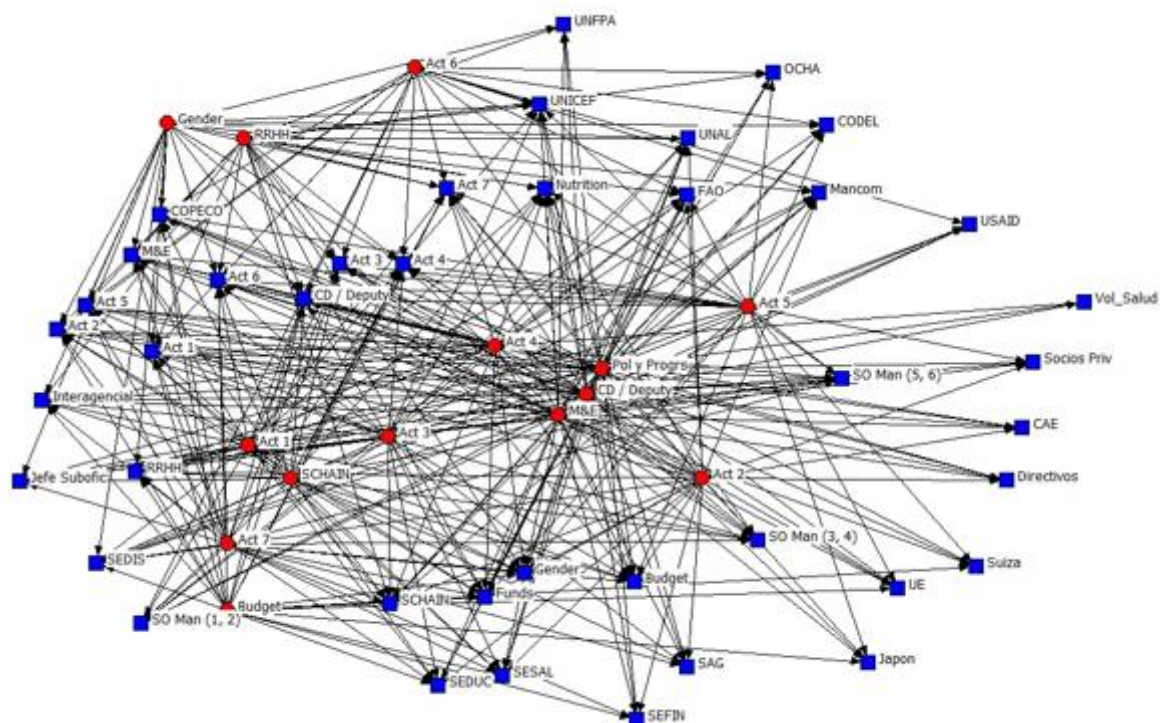 UNFPA
Act 6
OCHA
UNICEF
Gender
CODEL
RRHH
UNAL
Act 7
Nutrition
FAO
Mancom
COPECO
USAID
M&E
Act 3
Act 4
Act 6
CD / Deputy
Act 5
Act 5
Vol_Salud
Act 2
Act 4
Act 1
Socios Priv
Pol y Progrs
SO Man (5, 6)
CD / Deputy
Interagencial
M&E
CAE
Act 3
Act 1
RRHH
Jefe Subofic
SCHAIN
Act 2
Directivos
SO Man (3, 4)
Act 7
SEDIS
Gender
Suiza
Budget
UE
Funds
SCHAIN
Budget
SO Man (1, 2)
Japon
SAG
SESAL
SEDUC
SEFIN